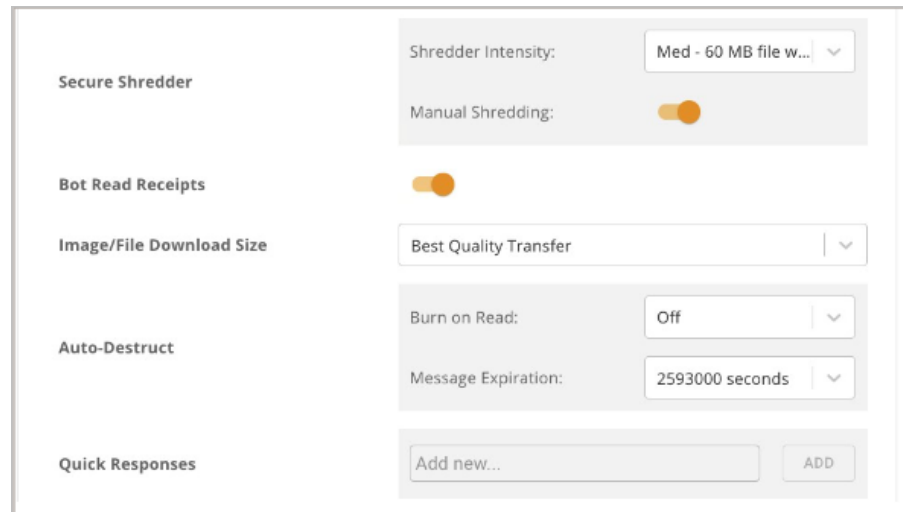 Shredder Intensity: Med - 60 MB file w...
Secure Shredder
Manual Shredding:
Bot Read Receipts
Image/File Download Size Best Quality Transfer
Burn on Read: Off
Auto-Destruct
Message Expiration: 2593000 seconds
Quick Responses Add new... ADD